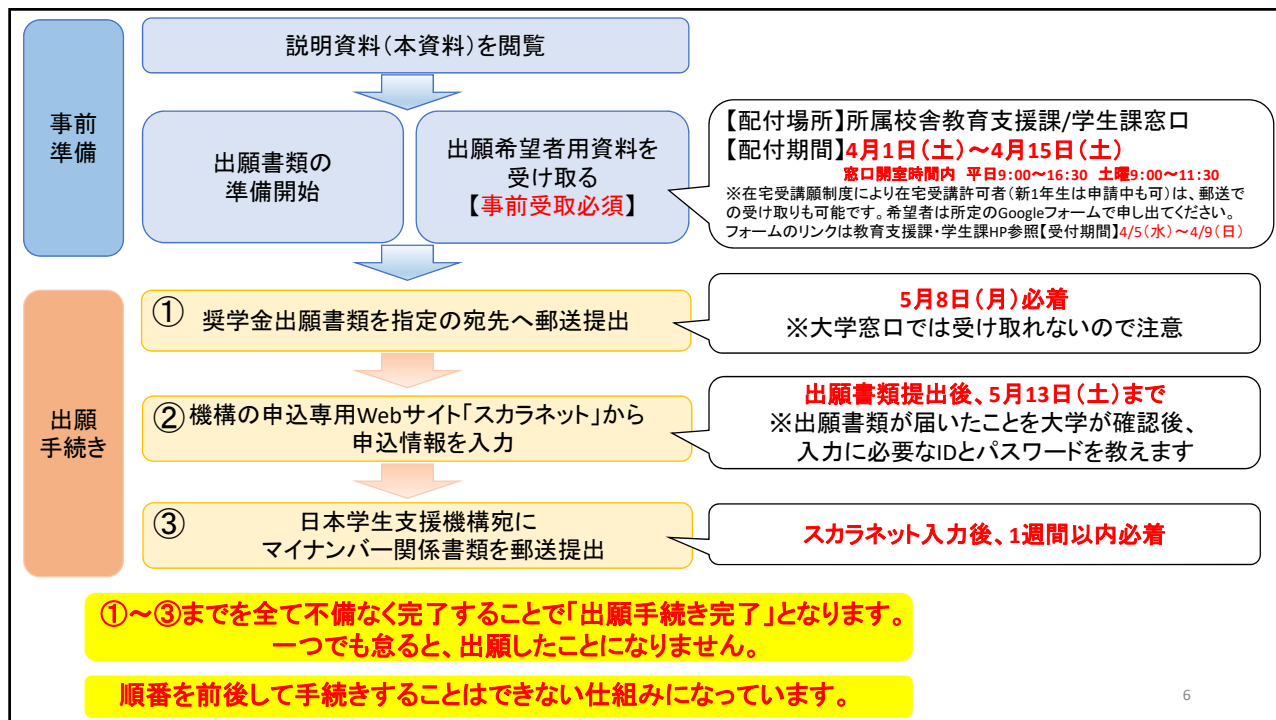 説明資料(本資料)を閲覧
事前
準備
出願書類の
準備開始
出願希望者用資料を
受け取る
【事前受取必須】
【配付場所】所属校舎教育支援課/学生課窓口
【配付期間】4月1日(土)～4月15日(土)
窓口開室時間内 平日9:00～16:30 土曜9:00～11:30
※在宅受講願制度により在宅受講許可者(新1年生は申請中も可)は、郵送で
の受け取りも可能です。希望者は所定のGoogleフォームで申し出てください。
フォームのリンクは教育支援課・学生課HP参照【受付期間】4/5(水)～4/9(日)
出願
手続き
① 奨学金出願書類を指定の宛先へ郵送提出
5月8日(月)必着
※大学窓口では受け取れないので注意
②機構の申込専用Webサイト「スカラネット」から
申込情報を入力
出願書類提出後、5月13日(土)まで
※出願書類が届いたことを大学が確認後、
入力に必要なIDとパスワードを教えます
③ 日本学生支援機構宛に
マイナンバー関係書類を郵送提出
スカラネット入力後、1週間以内必着
①～③までを全て不備なく完了することで「出願手続き完了」となります。
一つでも怠ると、出願したことになりません。
順番を前後して手続きすることはできない仕組みになっています。
6